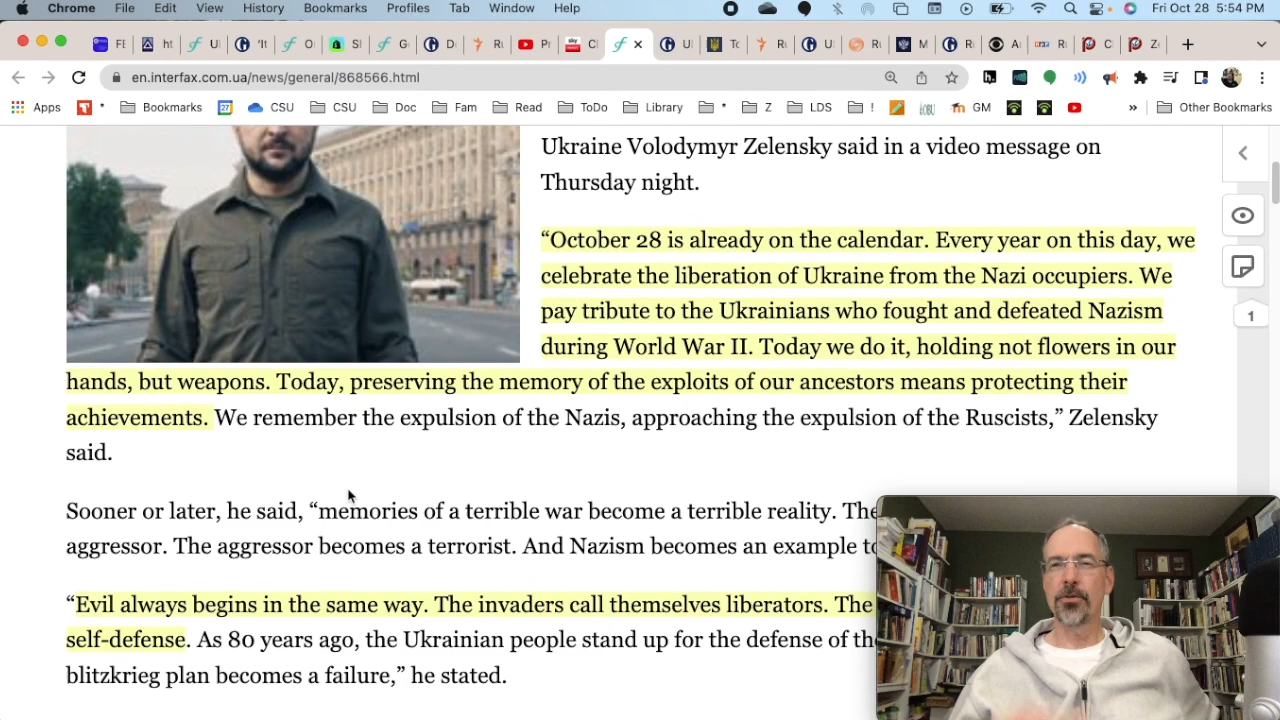 Chrome File Edit View History Bookmarks Profiles Tab Window Help Fri Oct 28 5:54 PM
en.interfax.com.ua/news/general/868566.html
Apps Bookmarks 27 CSU CSU Doc Fam Read ToDo Library Z LDS ! GM » Other Bookmarks
Ukraine Volodymyr Zelensky said in a video message on
Thursday night.
“October 28 is already on the calendar. Every year on this day, we
celebrate the liberation of Ukraine from the Nazi occupiers. We
pay tribute to the Ukrainians who fought and defeated Nazism
during World War II. Today we do it, holding not flowers in our
hands, but weapons. Today, preserving the memory of the exploits of our ancestors means protecting their
achievements. We remember the expulsion of the Nazis, approaching the expulsion of the Ruscists,” Zelensky
said.
Sooner or later, he said, “memories of a terrible war become a terrible reality. The
aggressor. The aggressor becomes a terrorist. And Nazism becomes an example to
“Evil always begins in the same way. The invaders call themselves liberators. The
self-defense. As 80 years ago, the Ukrainian people stand up for the defense of the
blitzkrieg plan becomes a failure,” he stated.
1